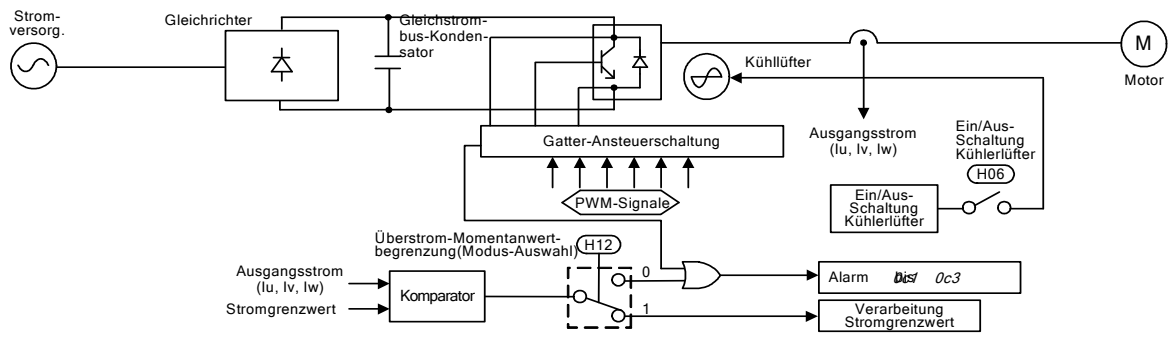 Strom-
versorg.
Gleichrichter
Gleichstrom-
bus-Konden-
sator
Kühllüfter
M
Motor
Gatter-Ansteuerschaltung
Ausgangsstrom
(Iu, Iv, Iw)
Ein/Aus-
Schaltung
Kühlerlüfter
H06
PWM-Signale
Ein/Aus-
Schaltung
Kühlerlüfter
Überstrom-Momentanwert-
begrenzung(Modus-Auswahl)
H12
Ausgangsstrom
(Iu, Iv, Iw)
Stromgrenzwert
Komparator
0
1
Alarm 0c1 bis 0c3
Verarbeitung
Stromgrenzwert